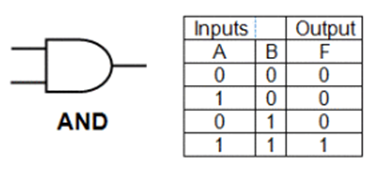 Inputs Output
A B F
0 0 0
1 0 0
0 1 0
1 1 1
AND